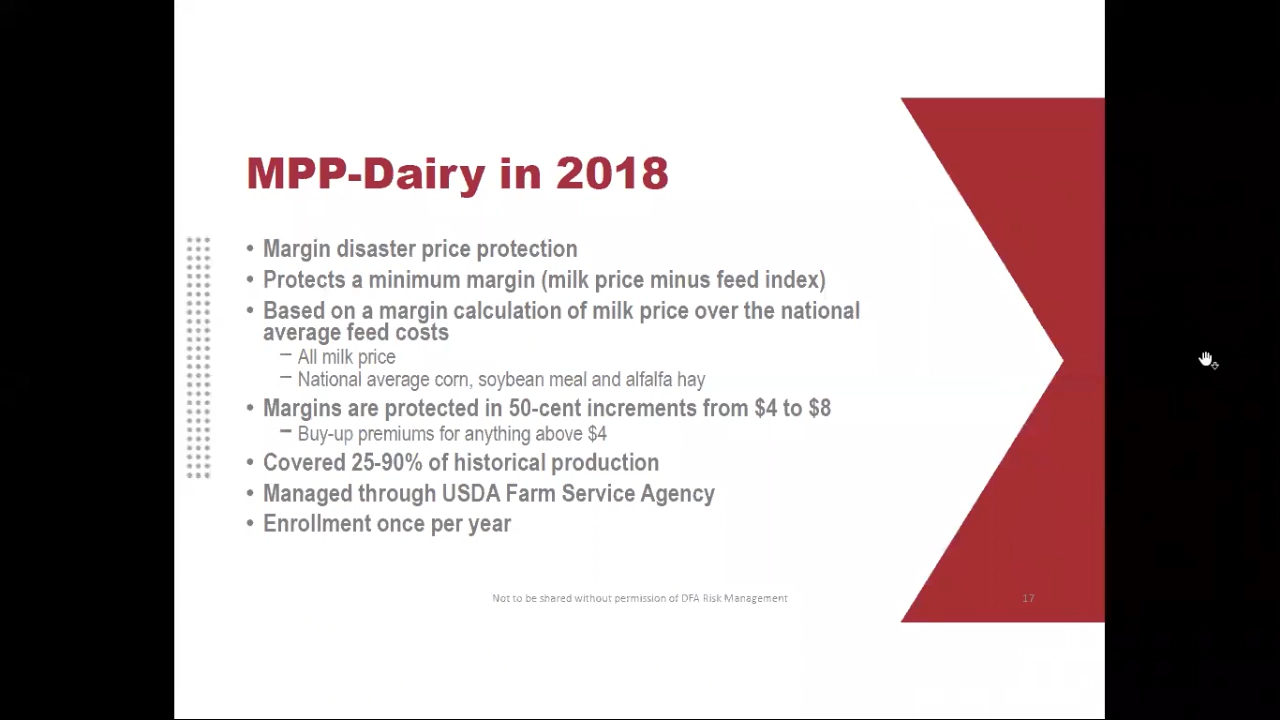 MPP-Dairy in 2018
• Margin disaster price protection
• Protects a minimum margin (milk price minus feed index)
• Based on a margin calculation of milk price over the national
average feed costs
– All milk price
– National average corn, soybean meal and alfalfa hay
• Margins are protected in 50-cent increments from $4 to $8
– Buy-up premiums for anything above $4
• Covered 25-90% of historical production
• Managed through USDA Farm Service Agency
• Enrollment once per year
Not to be shared without permission of DFA Risk Management
17